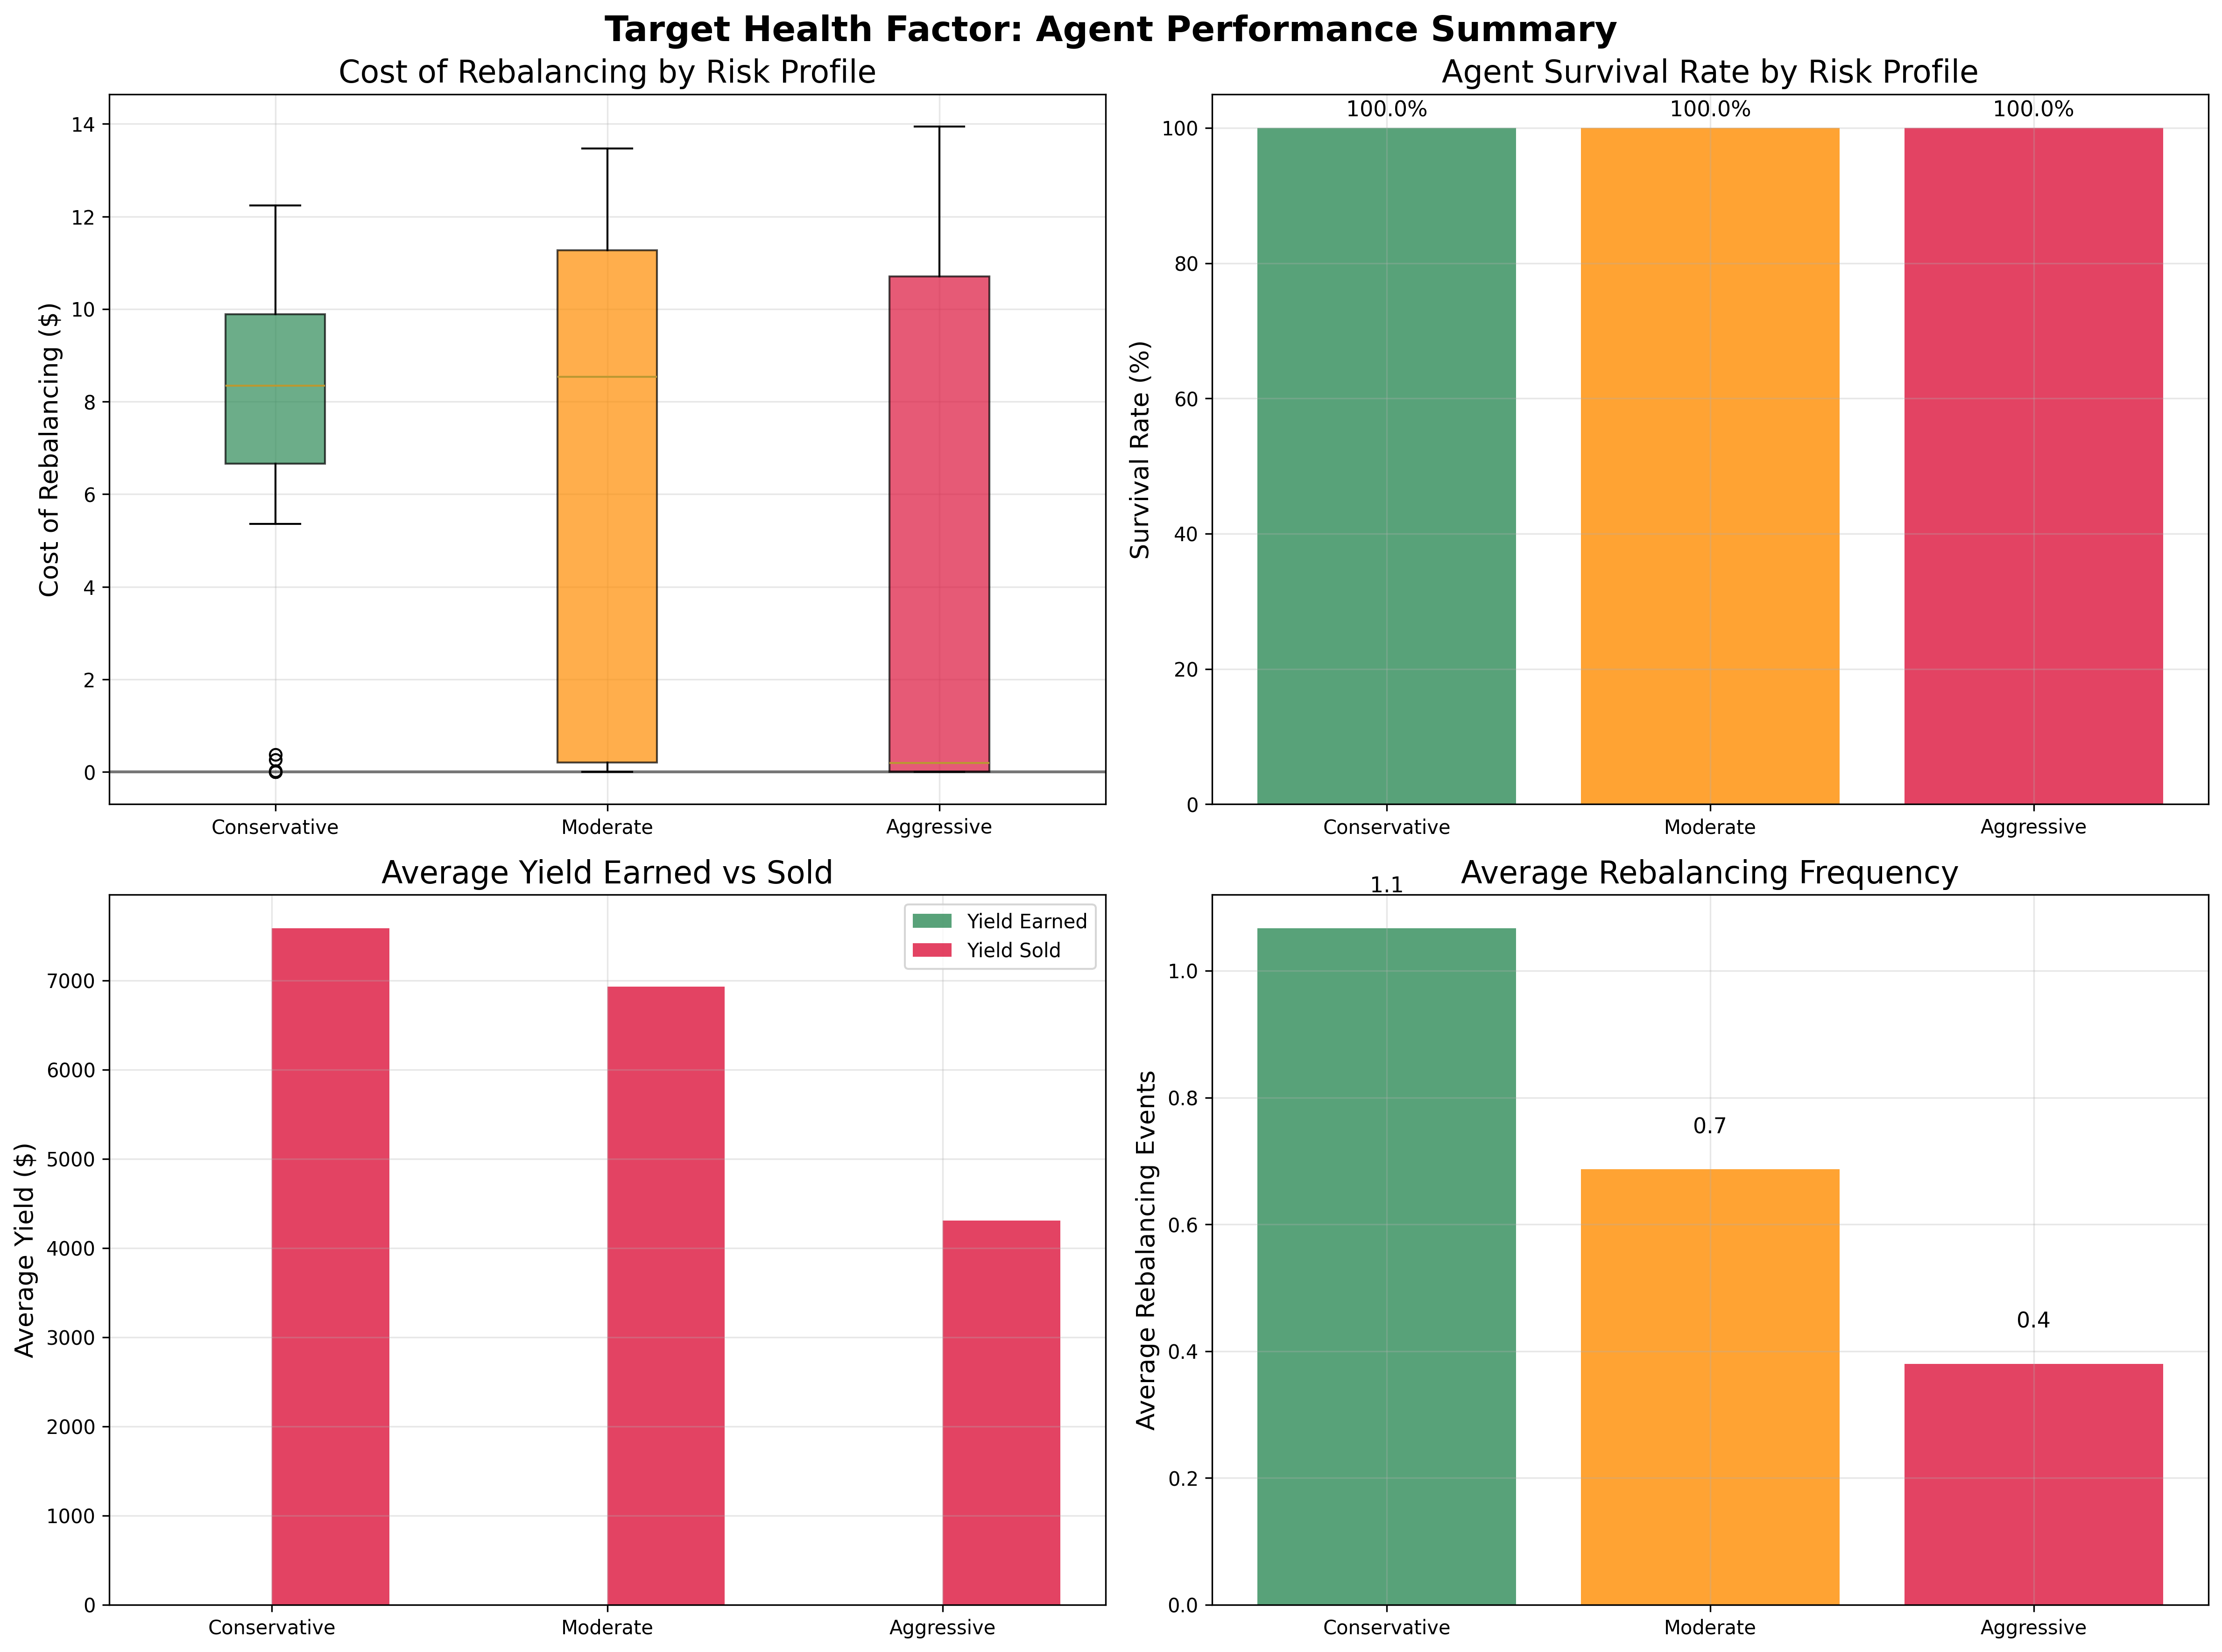 Target Health Factor: Agent Performance Summary
Cost of Rebalancing by Risk Profile
Cost of Rebalancing ($)
14
12
10
8
6
4
2
0
Conservative
Moderate
Aggressive
Agent Survival Rate by Risk Profile
Survival Rate (%)
100
80
60
40
20
0
100.0%
100.0%
100.0%
Conservative
Moderate
Aggressive
Average Yield Earned vs Sold
Average Yield ($)
7000
6000
5000
4000
3000
2000
1000
0
Yield Earned
Yield Sold
Conservative
Moderate
Aggressive
Average Rebalancing Frequency
Average Rebalancing Events
1.0
0.8
0.6
0.4
0.2
0.0
1.1
0.7
0.4
Conservative
Moderate
Aggressive